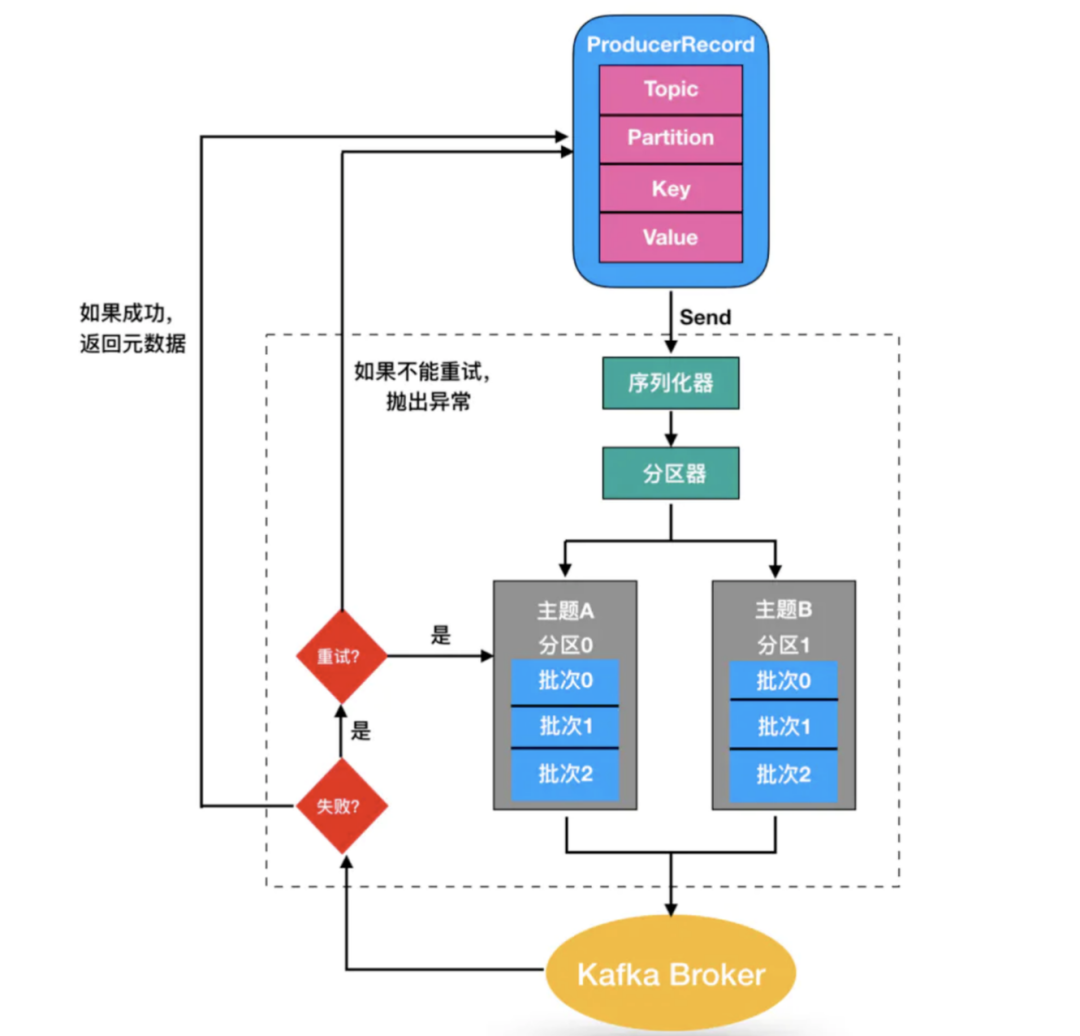 ProducerRecord
Topic
Partition
Key
Value
如果成功,
返回元数据
Send
如果不能重试,
抛出异常
序列化器
分区器
主题A
分区0
批次0
批次1
批次2
主题B
分区1
批次0
批次1
批次2
重试?
是
是
失败?
Kafka Broker